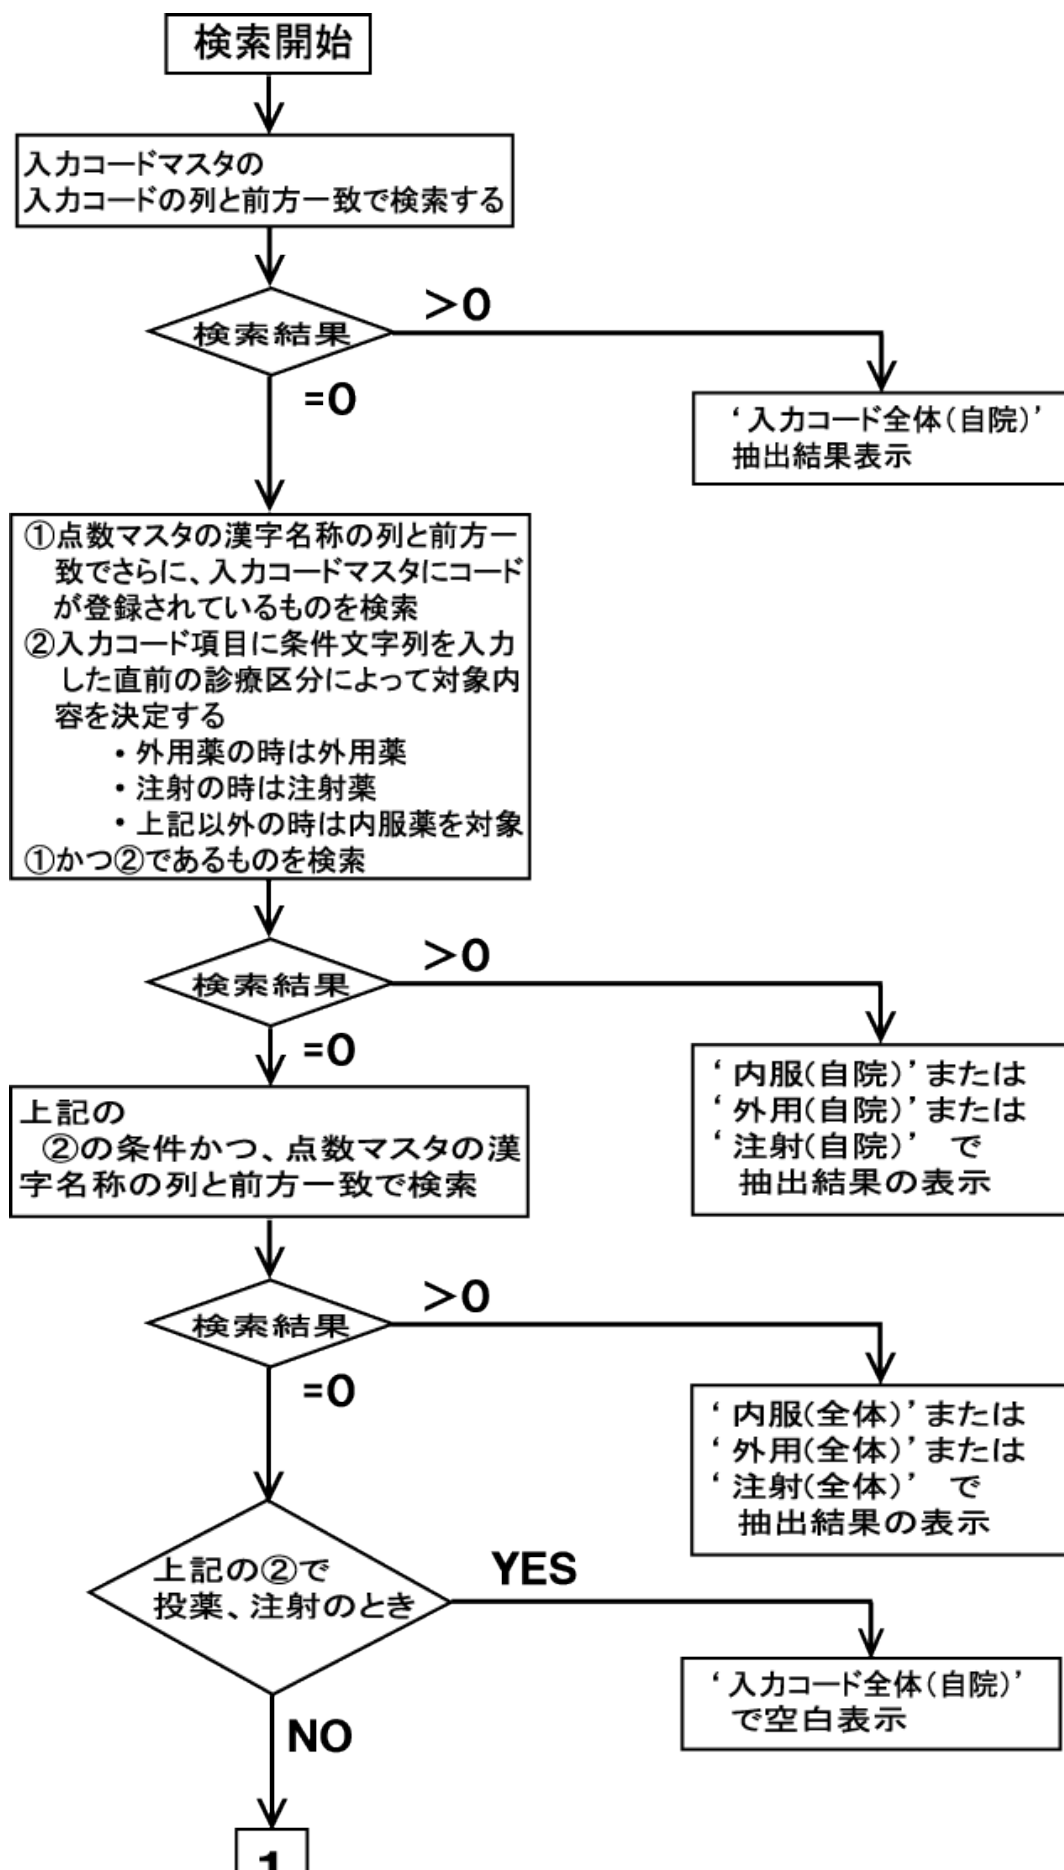 検索開始
入力コードマスタの
入力コードの列と前方一致で検索する
検索結果
＞0
=0
‘入力コード全体（自院）’
抽出結果表示
①点数マスタの漢字名称の列と前方一
致でさらに、入力コードマスタにコード
が登録されているものを検索
②入力コード項目に条件文字列を入力
した直前の診療区分によって対象内
容を決定する
・外用薬の時は外用薬
・注射の時は注射薬
・上記以外の時は内服薬を対象
①かつ②であるものを検索
検索結果
＞0
=0
‘内服（自院）’または
‘外用（自院）’または
‘注射（自院）’ で
抽出結果の表示
上記の
②の条件かつ、点数マスタの漢
字名称の列と前方一致で検索
検索結果
＞0
=0
‘内服（全体）’または
‘外用（全体）’または
‘注射（全体）’ で
抽出結果の表示
上記の②で
投薬、注射のとき
YES
‘入力コード全体（自院）’
で空白表示
NO
1